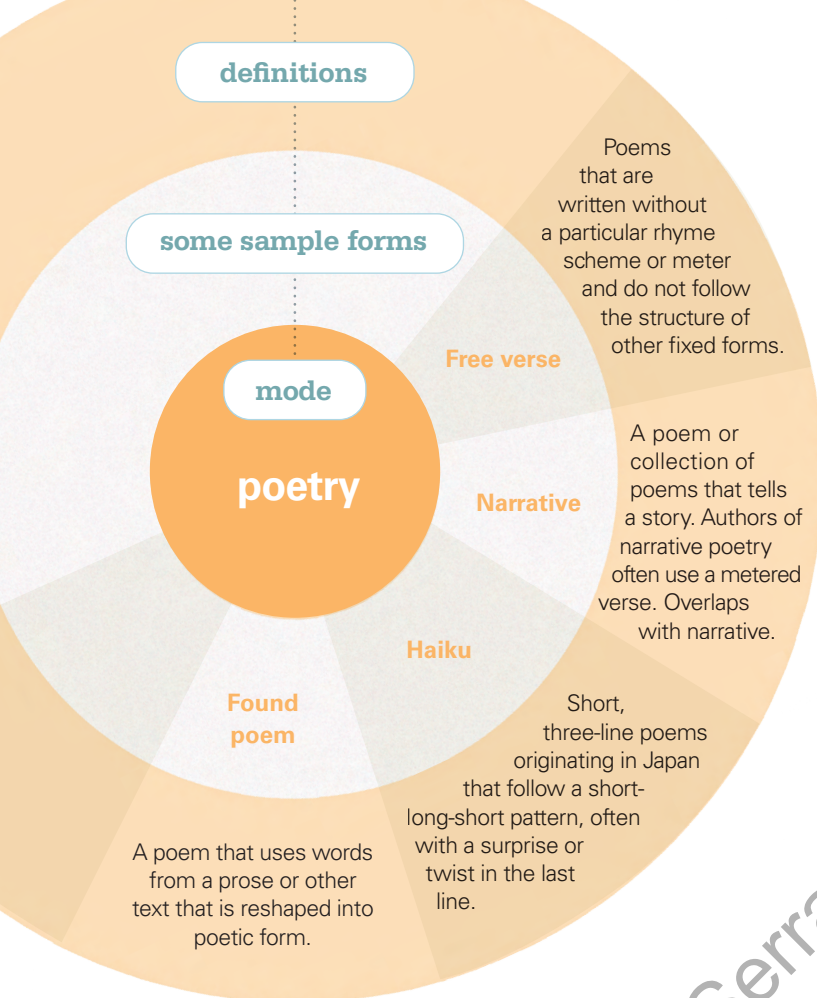 definitions
some sample forms
mode
poetry
Free verse
Poems
that are
written without
a particular rhyme
scheme or meter
and do not follow
the structure of
other fixed forms.
Narrative
A poem or
collection of
poems that tells
a story. Authors of
narrative poetry
often use a metered
verse. Overlaps
with narrative.
Haiku
Short,
three-line poems
originating in Japan
that follow a short-
long-short pattern, often
with a surprise or
twist in the last
line.
Found
poem
A poem that uses words
from a prose or other
text that is reshaped into
poetic form.